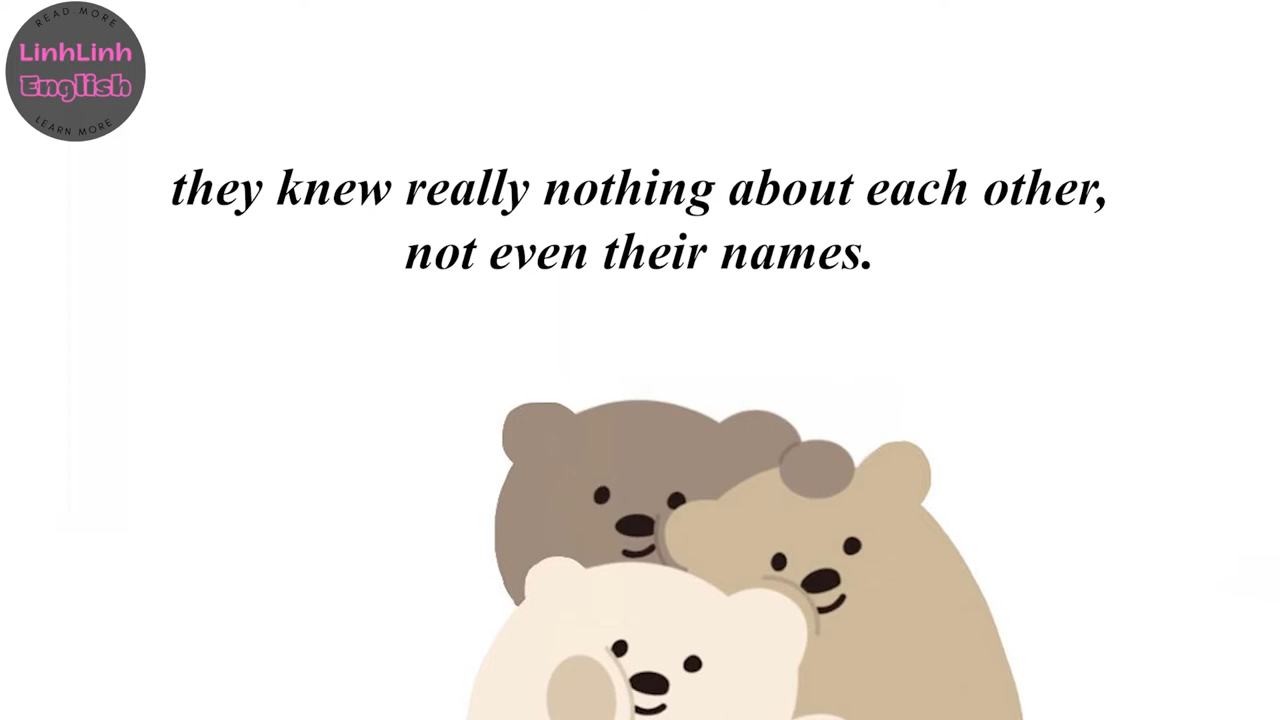 READ MORE
LinhLinh
English
LEARN MORE
they knew really nothing about each other,
not even their names.